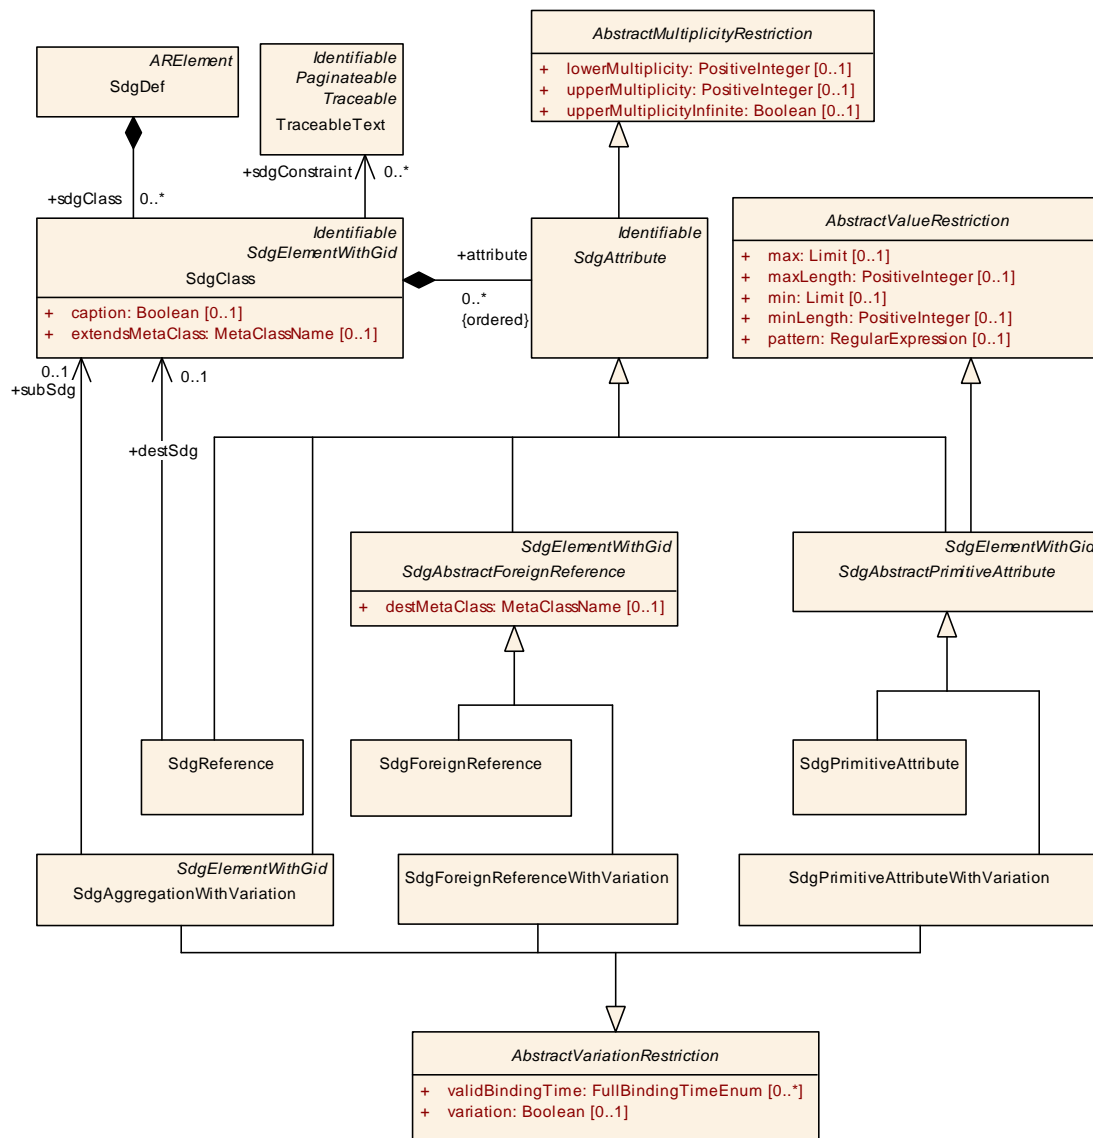 AbstractMultiplicityRestriction
+ lowerMultiplicity: PositiveInteger [0..1]
+ upperMultiplicity: PositiveInteger [0..1]
+ upperMultiplicityInfinite: Boolean [0..1]
ARElement
SdgDef
Identifiable
Paginateable
Traceable
TraceableText
+sdgConstraint
0..*
+sdgClass
0..*
Identifiable
SdgElementWithGid
SdgClass
+ caption: Boolean [0..1]
+ extendsMetaClass: MetaClassName [0..1]
+attribute
0..*
{ordered}
Identifiable
SdgAttribute
AbstractValueRestriction
+ max: Limit [0..1]
+ maxLength: PositiveInteger [0..1]
+ min: Limit [0..1]
+ minLength: PositiveInteger [0..1]
+ pattern: RegularExpression [0..1]
0..1
+subSdg
0..1
+destSdg
SdgElementWithGid
SdgAbstractForeignReference
+ destMetaClass: MetaClassName [0..1]
SdgElementWithGid
SdgAbstractPrimitiveAttribute
SdgReference
SdgForeignReference
SdgPrimitiveAttribute
SdgElementWithGid
SdgAggregationWithVariation
SdgForeignReferenceWithVariation
SdgPrimitiveAttributeWithVariation
AbstractVariationRestriction
+ validBindingTime: FullBindingTimeEnum [0..*]
+ variation: Boolean [0..1]